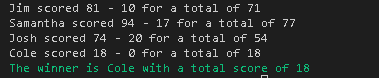 Jim scored 81 - 10 for a total of 71
Samantha scored 94 - 17 for a total of 77
Josh scored 74 - 20 for a total of 54
Cole scored 18 - 0 for a total of 18
The winner is Cole with a total score of 18